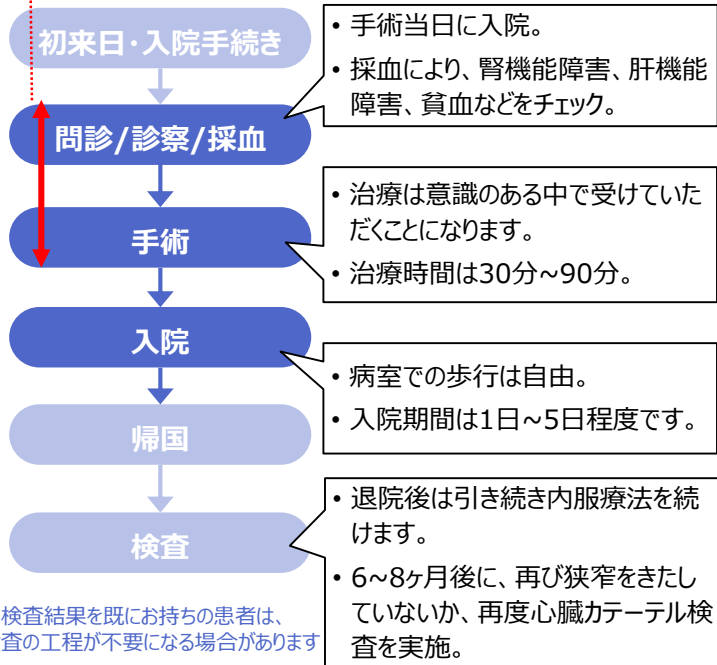 初来日・入院手続き
• 手術当日に入院。
• 採血により、腎機能障害、肝機能
障害、貧血などをチェック。
問診/診察/採血
• 治療は意識のある中で受けていた
だくことになります。
• 治療時間は30分~90分。
手術
入院
• 病室での歩行は自由。
• 入院期間は1日~5日程度です。
帰国
検査
• 退院後は引き続き内服療法を続
けます。
• 6~8ヶ月後に、再び狭窄をきたし
ていないか、再度心臓カテーテル検
査を実施。
検査結果を既にお持ちの患者は、
査の工程が不要になる場合があります